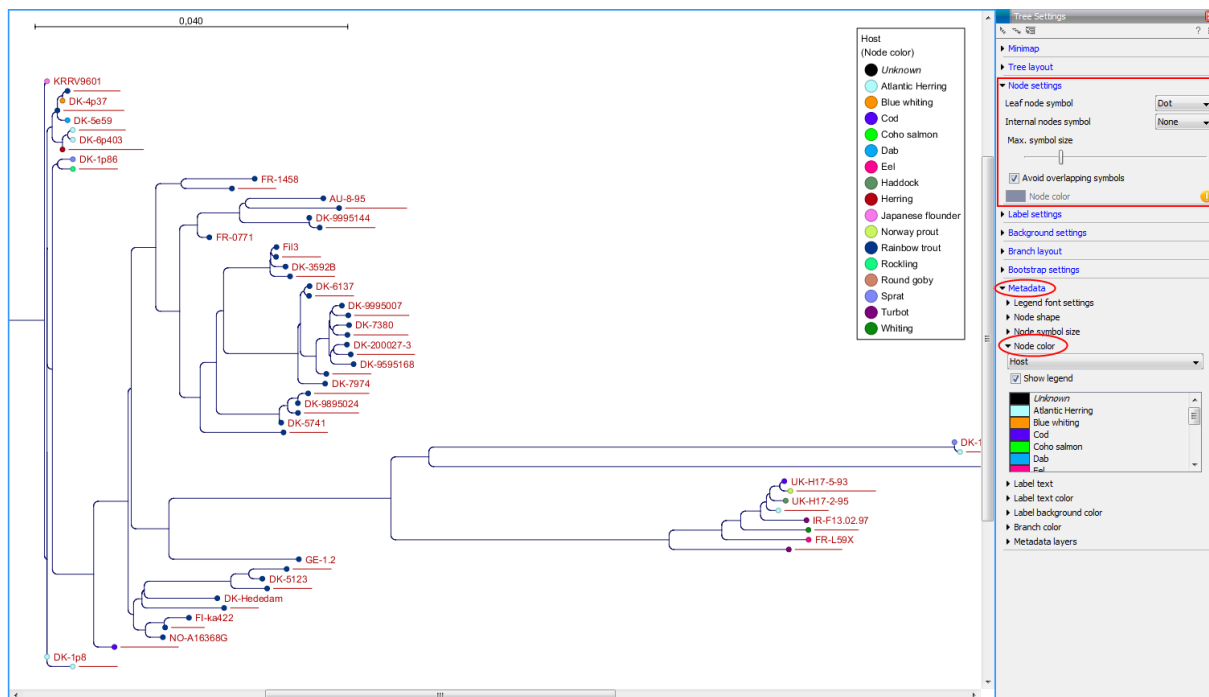 0,040
KRRV9601
DK-4p37
DK-5e59
DK-6p403
DK-1p86
FR-1458
AU-8-95
DK-9995144
FR-0771
Fil3
DK-3592B
DK-6137
DK-9995007
DK-7380
DK-200027-3
DK-9595168
DK-7974
DK-9895024
DK-5741
DK-1
UK-H17-5-93
UK-H17-2-95
IR-F13.02.97
FR-L59X
GE-1.2
DK-5123
DK-Hededam
FI-ka422
NO-A16368G
DK-1p8
Host
(Node color)
Unknown
Atlantic Herring
Blue whiting
Cod
Coho salmon
Dab
Eel
Haddock
Herring
Japanese flounder
Norway prout
Rainbow trout
Rockling
Round goby
Sprat
Turbot
Whiting
Tree Settings
?
Minimap
Tree layout
Node settings
Leaf node symbol Dot
Internal nodes symbol None
Max. symbol size
Avoid overlapping symbols
Node color
Label settings
Background settings
Branch layout
Bootstrap settings
Metadata
Legend font settings
Node shape
Node symbol size
Node color
Host
Show legend
Unknown
Atlantic Herring
Blue whiting
Cod
Coho salmon
Dab
Eel
Label text
Label text color
Label background color
Branch color
Metadata layers